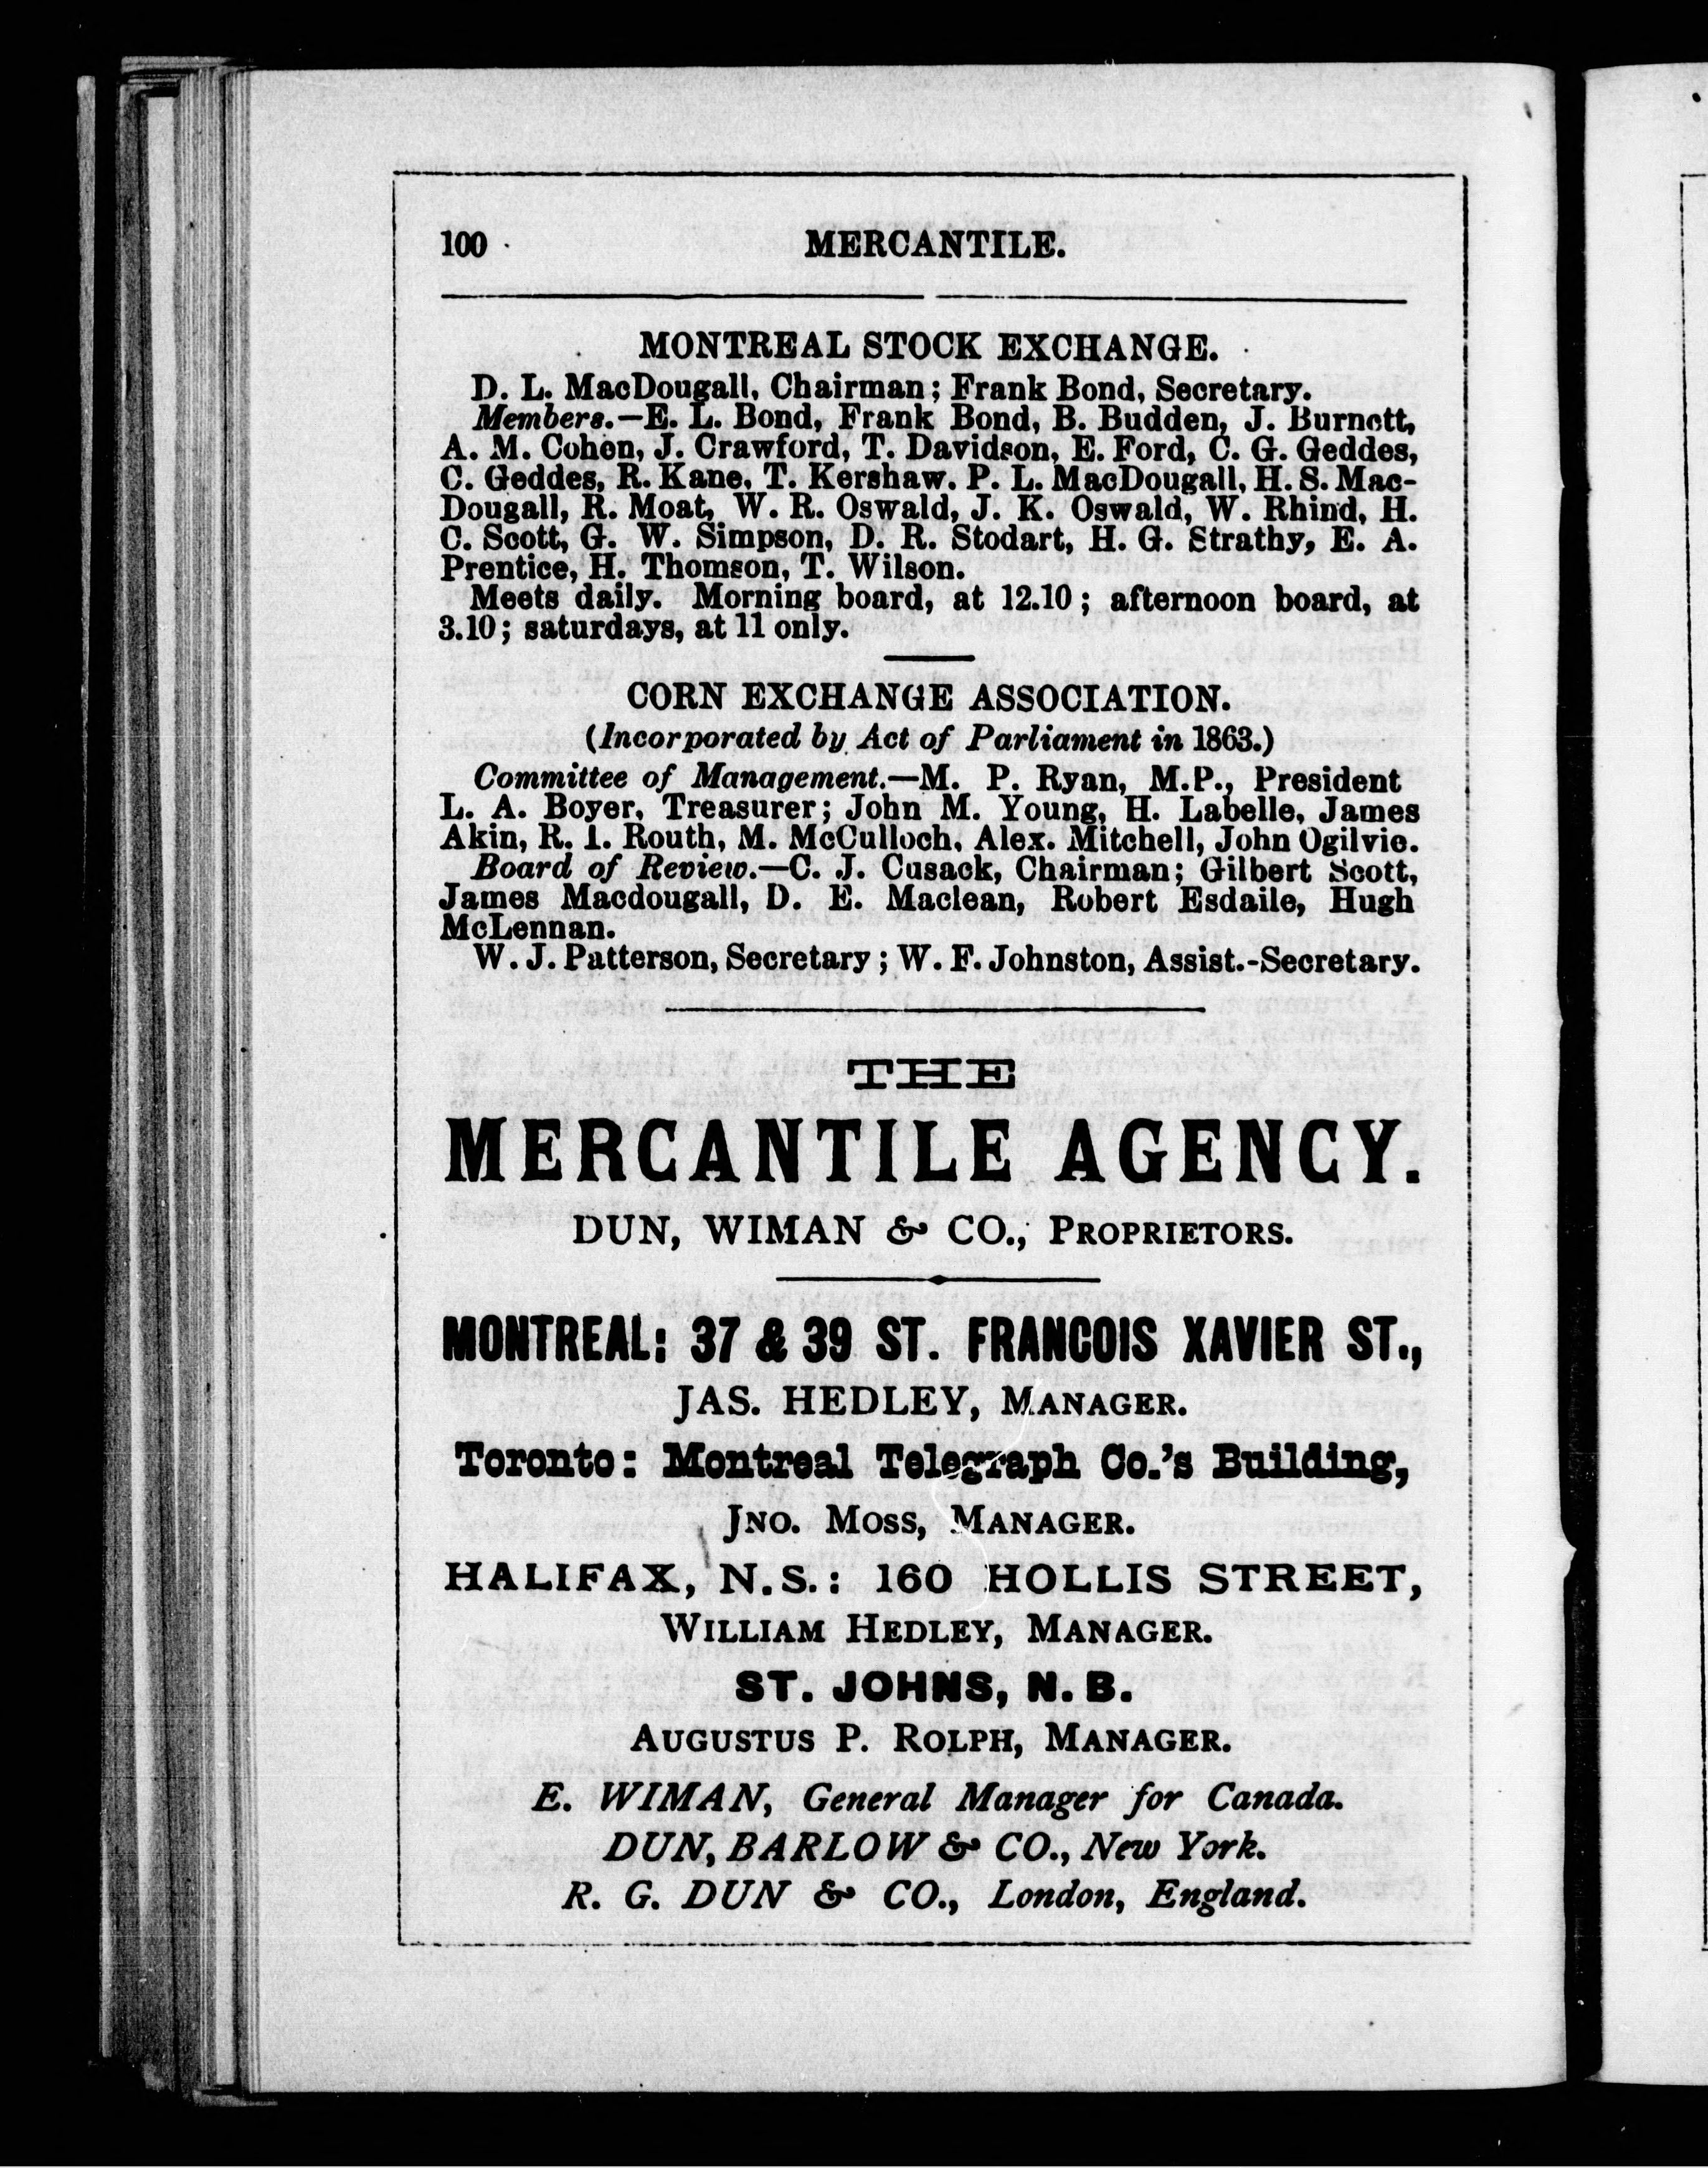 100
MERCANTILE.
MONTREAL STOCK EXCHANGE.
D. L. MacDougall, Chairman; Frank Bond, Secretary.
Members.—E. L. Bond, Frank Bond, B. Budden, J. Burnett,
A. M. Cohen, J. Crawford, T. Davidson, E. Ford, C. G. Geddes,
C. Geddes, R. Kane, T. Kershaw. P. L. MacDougall, H. S. Mac-
Dougall, R. Moat, W. R. Oswald, J. K. Oswald, W. Rhind, H.
C. Scott, G. W. Simpson, D. R. Stodart, H. G. Strathy, E. A.
Prentice, H. Thomson, T. Wilson.
Meets daily. Morning board, at 12.10; afternoon board, at
3.10; saturdays, at 11 only.
CORN EXCHANGE ASSOCIATION.
(Incorporated by Act of Parliament in 1863.)
Committee of Management.—M. P. Ryan, M.P., President
L. A. Boyer, Treasurer; John M. Young, H. Labelle, James
Akin, R. I. Routh, M. McCulloch, Alex. Mitchell, John Ogilvie.
Board of Review.—C. J. Cusack, Chairman; Gilbert Scott,
James Macdougall, D. E. Maclean, Robert Esdaile, Hugh
McLennan.
W. J. Patterson, Secretary; W. F. Johnston, Assist.-Secretary.
THE
MERCANTILE AGENCY.
DUN, WIMAN & CO., PROPRIETORS.
MONTREAL: 37 & 39 ST. FRANCOIS XAVIER ST.,
JAS. HEDLEY, MANAGER.
Toronto: Montreal Telegraph Co.'s Building,
JNO. MOSS, MANAGER.
HALIFAX, N.S.: 160 HOLLIS STREET,
WILLIAM HEDLEY, MANAGER.
ST. JOHNS, N. B.
AUGUSTUS P. ROLPH, MANAGER.
E. WIMAN, General Manager for Canada.
DUN, BARLOW & CO., New York.
R. G. DUN & CO., London, England.